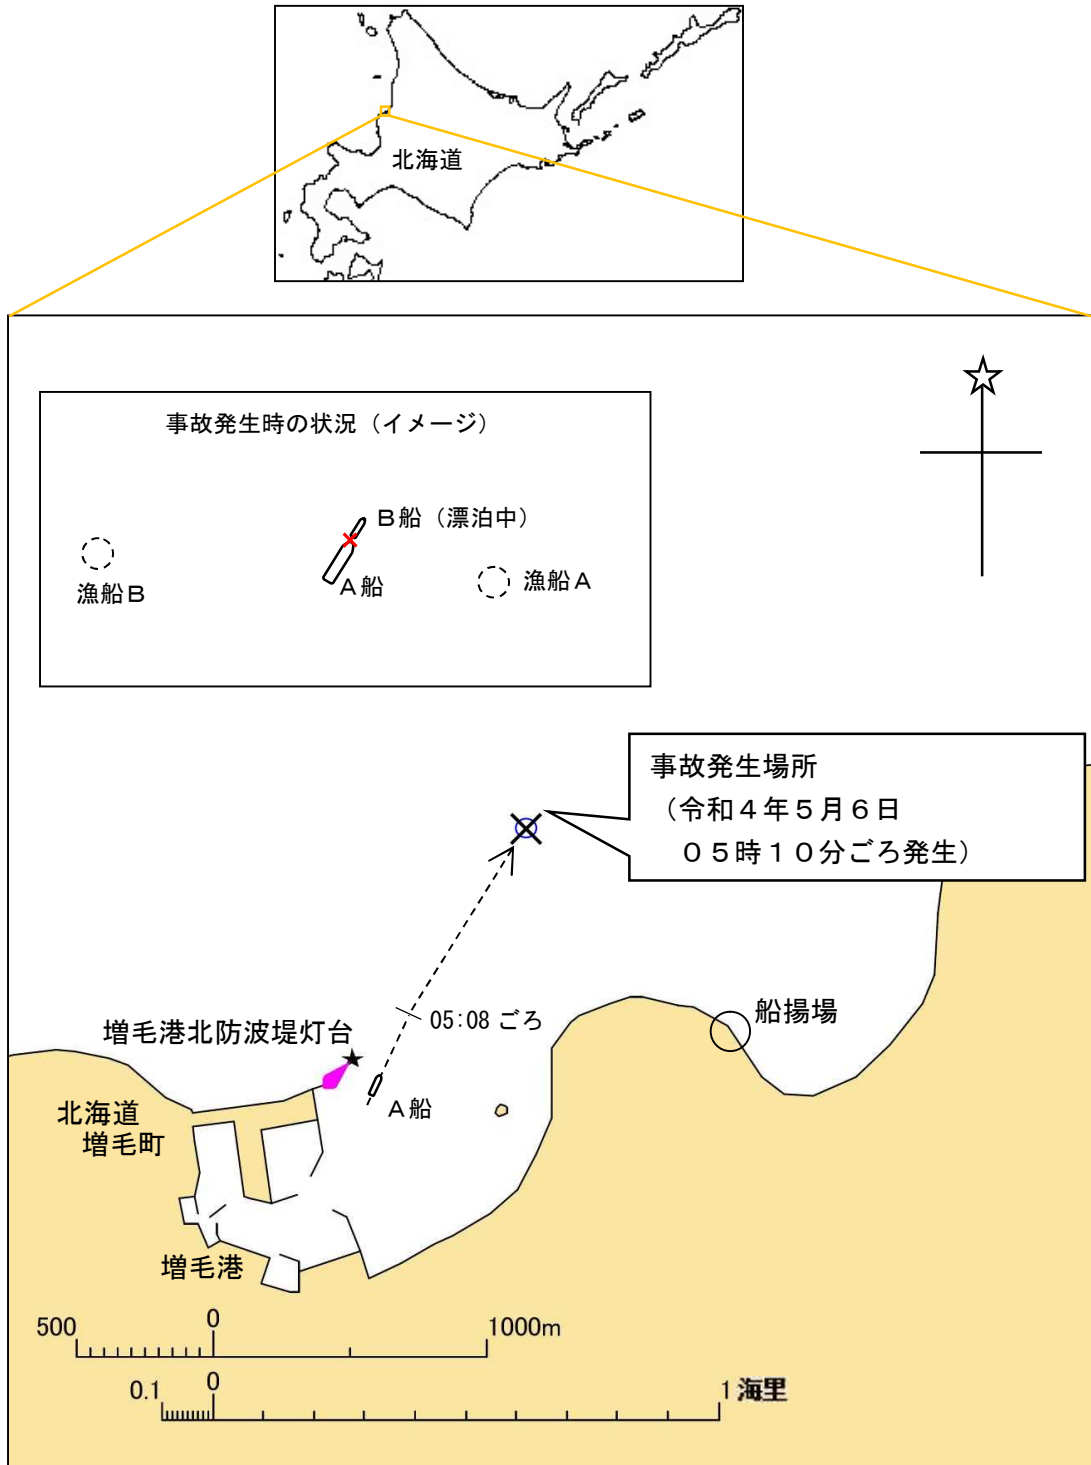 北海道
事故発生時の状況（イメージ）
B船（漂泊中）
A船
漁船A
漁船B
事故発生場所
（令和４年５月６日
０５時１０分ごろ発生）
05:08 ごろ
船揚場
増毛港北防波堤灯台
A船
北海道
増毛町
増毛港
500 0 1000m
0.1 0 1 海里